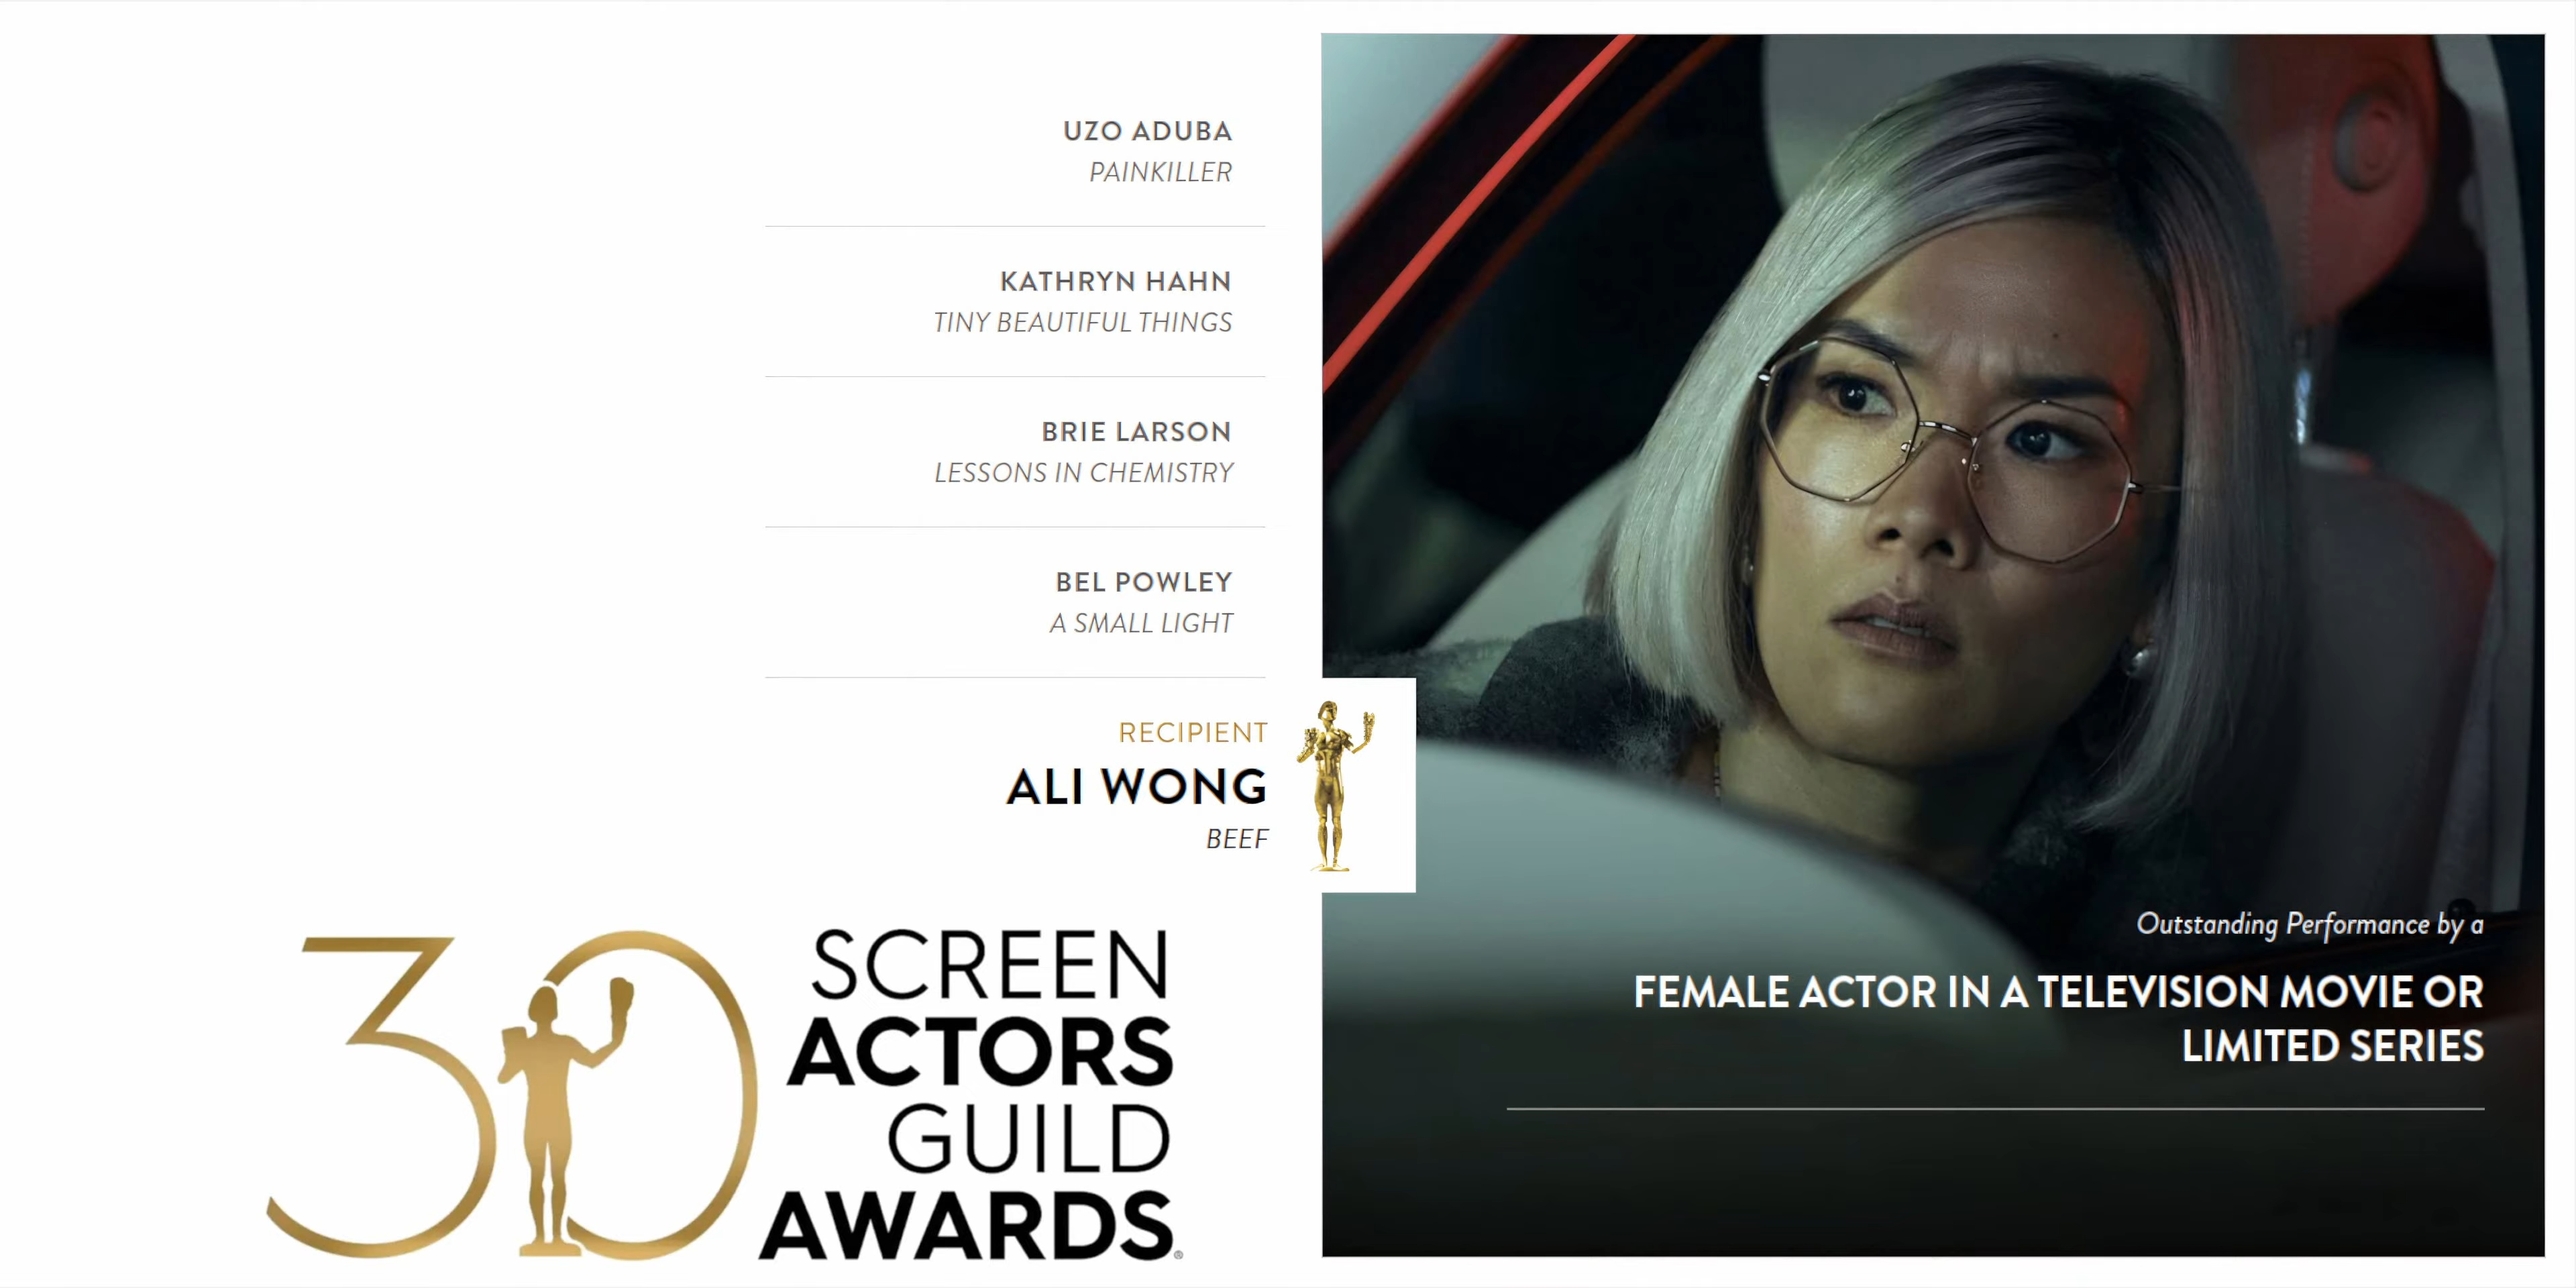 UZO ADUBA
PAINKILLER
KATHRYN HAHN
TINY BEAUTIFUL THINGS
BRIE LARSON
LESSONS IN CHEMISTRY
BEL POWLEY
A SMALL LIGHT
RECIPIENT
ALI WONG
BEEF
30
SCREEN
ACTORS
GUILD
AWARDS®
Outstanding Performance by a
FEMALE ACTOR IN A TELEVISION MOVIE OR
LIMITED SERIES